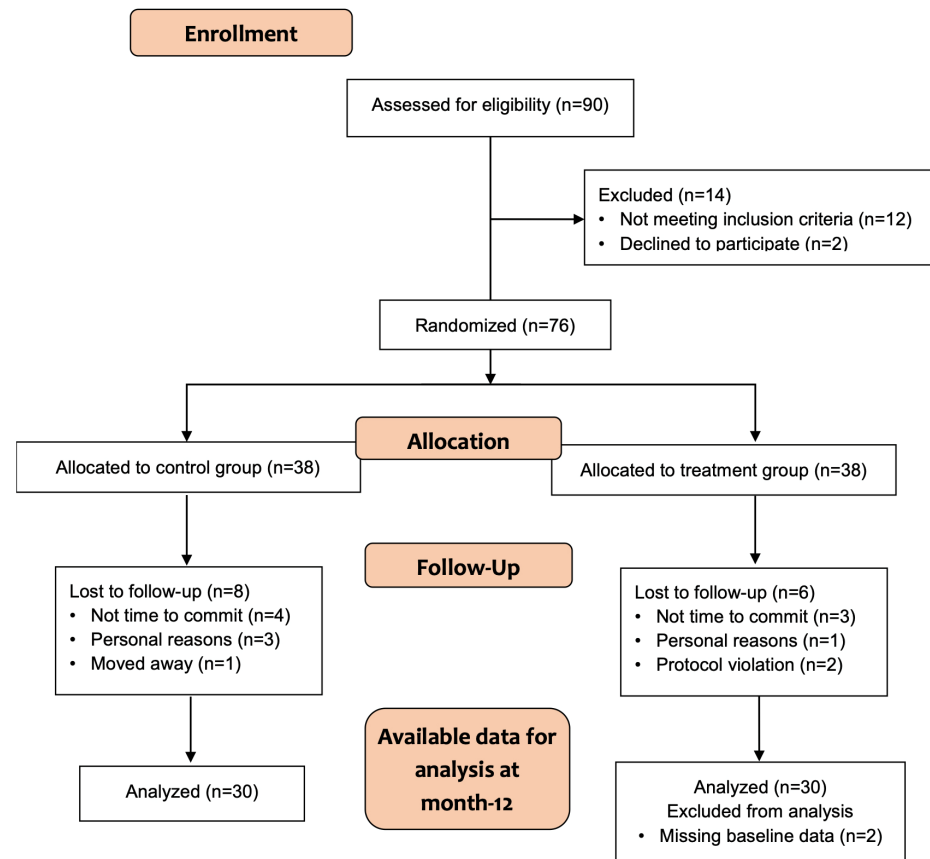 Enrollment
Assessed for eligibility (n=90)
Excluded (n=14)
• Not meeting inclusion criteria (n=12)
• Declined to participate (n=2)
Randomized (n=76)
Allocation
Allocated to control group (n=38)
Allocated to treatment group (n=38)
Follow-Up
Lost to follow-up (n=8)
• Not time to commit (n=4)
• Personal reasons (n=3)
• Moved away (n=1)
Lost to follow-up (n=6)
• Not time to commit (n=3)
• Personal reasons (n=1)
• Protocol violation (n=2)
Available data for
analysis at
month-12
Analyzed (n=30)
Analyzed (n=30)
Excluded from analysis
• Missing baseline data (n=2)